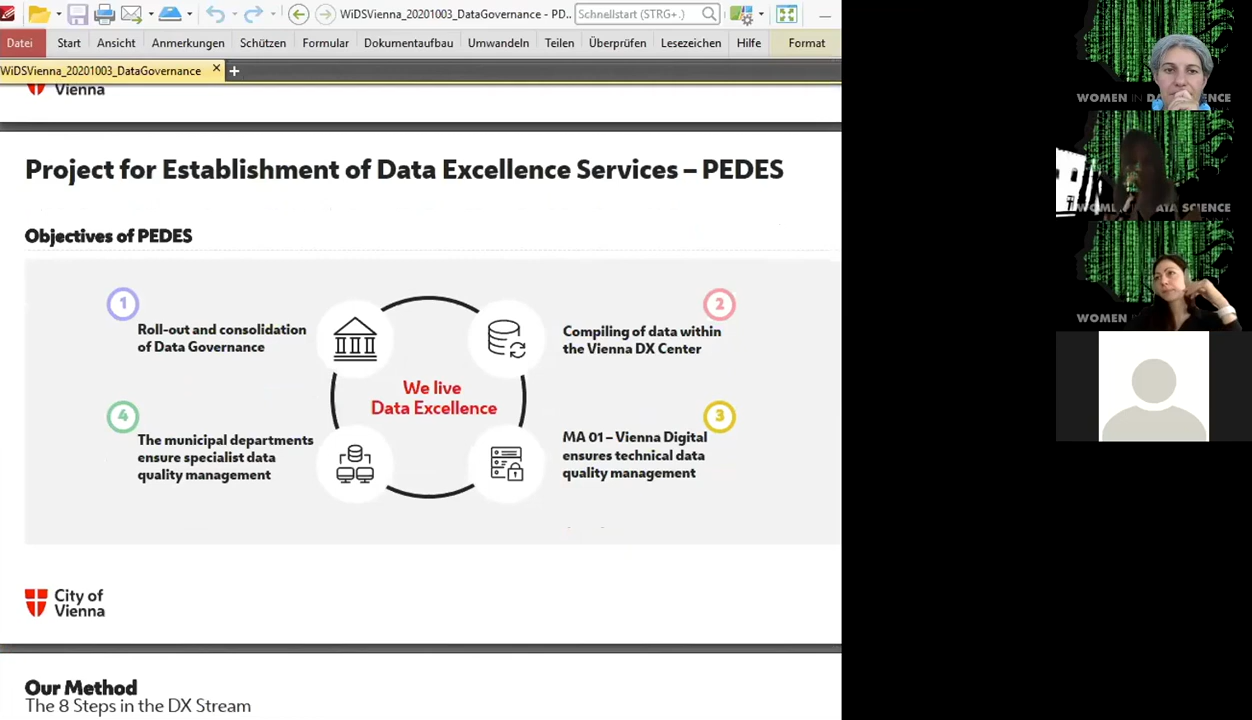 WiDSVienna_20201003_DataGovernance - PD..
Schnellstart (STRG+.)
Datei Start Ansicht Anmerkungen Schützen Formular Dokumentaufbau Umwandeln Teilen Überprüfen Lesezeichen Hilfe Format
WiDSVienna_20201003_DataGovernance
Vienna
Project for Establishment of Data Excellence Services – PEDES
Objectives of PEDES
1
Roll-out and consolidation
of Data Governance
2
Compiling of data within
the Vienna DX Center
We live
Data Excellence
4
The municipal departments
ensure specialist data
quality management
3
MA 01 – Vienna Digital
ensures technical data
quality management
City of
Vienna
Our Method
The 8 Steps in the DX Stream
WOMEN IN DATA SCIENCE
WOMEN DATA SCIENCE
WOMEN